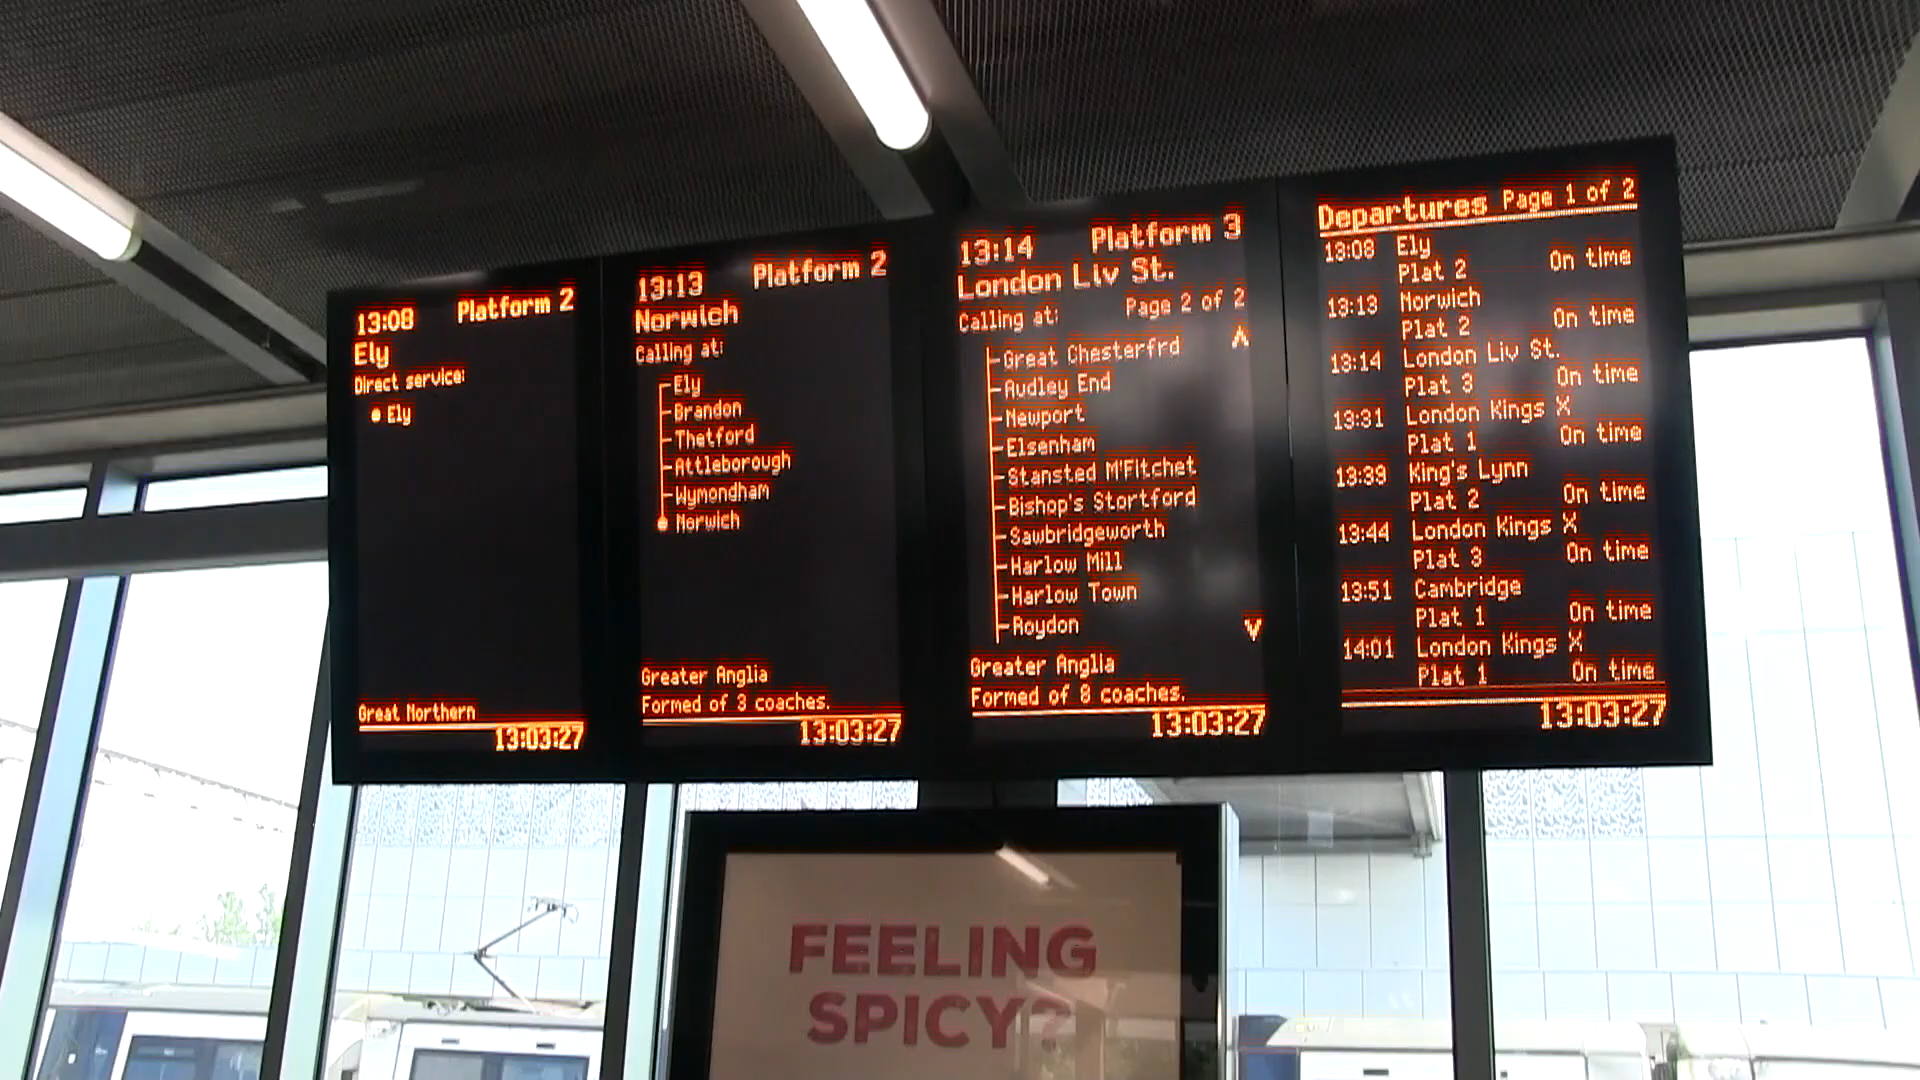 13:08 Platform 2
Ely
Direct service:
Ely
Great Northern
13:03:27
13:13 Platform 2
Norwich
Calling at:
Ely
Brandon
Thetford
Attleborough
Wymondham
Norwich
Greater Anglia
Formed of 3 coaches.
13:03:27
13:14 Platform 3
London Liv St.
Calling at: Page 2 of 2
Great Chesterfrd
Audley End
Newport
Elsenham
Stansted M'Fitchet
Bishop's Stortford
Sawbridgeworth
Harlow Mill
Harlow Town
Roydon
Greater Anglia
Formed of 8 coaches.
13:03:27
Departures Page 1 of 2
13:08 Ely
Plat 2 On time
13:13 Norwich
Plat 2 On time
13:14 London Liv St.
Plat 3 On time
13:31 London Kings X
Plat 1 On time
13:39 King's Lynn
Plat 2 On time
13:44 London Kings X
Plat 3 On time
13:51 Cambridge
Plat 1 On time
14:01 London Kings X
Plat 1 On time
13:03:27
FEELING
SPICY?